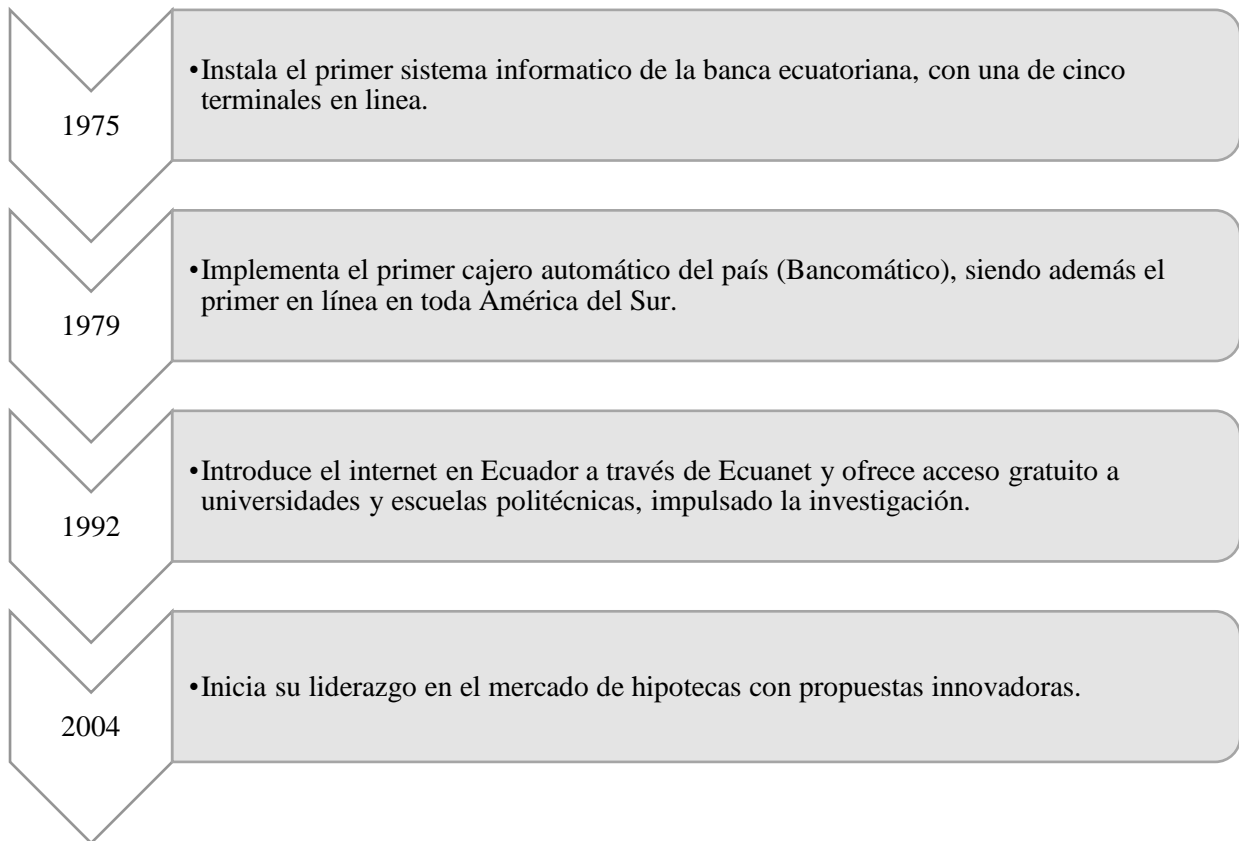 1975
•Instala el primer sistema informatico de la banca ecuatoriana, con una de cinco
terminales en linea.
1979
•Implementa el primer cajero automático del país (Bancomático), siendo además el
primer en línea en toda América del Sur.
1992
•Introduce el internet en Ecuador a través de Ecuanet y ofrece acceso gratuito a
universidades y escuelas politécnicas, impulsado la investigación.
2004
•Inicia su liderazgo en el mercado de hipotecas con propuestas innovadoras.